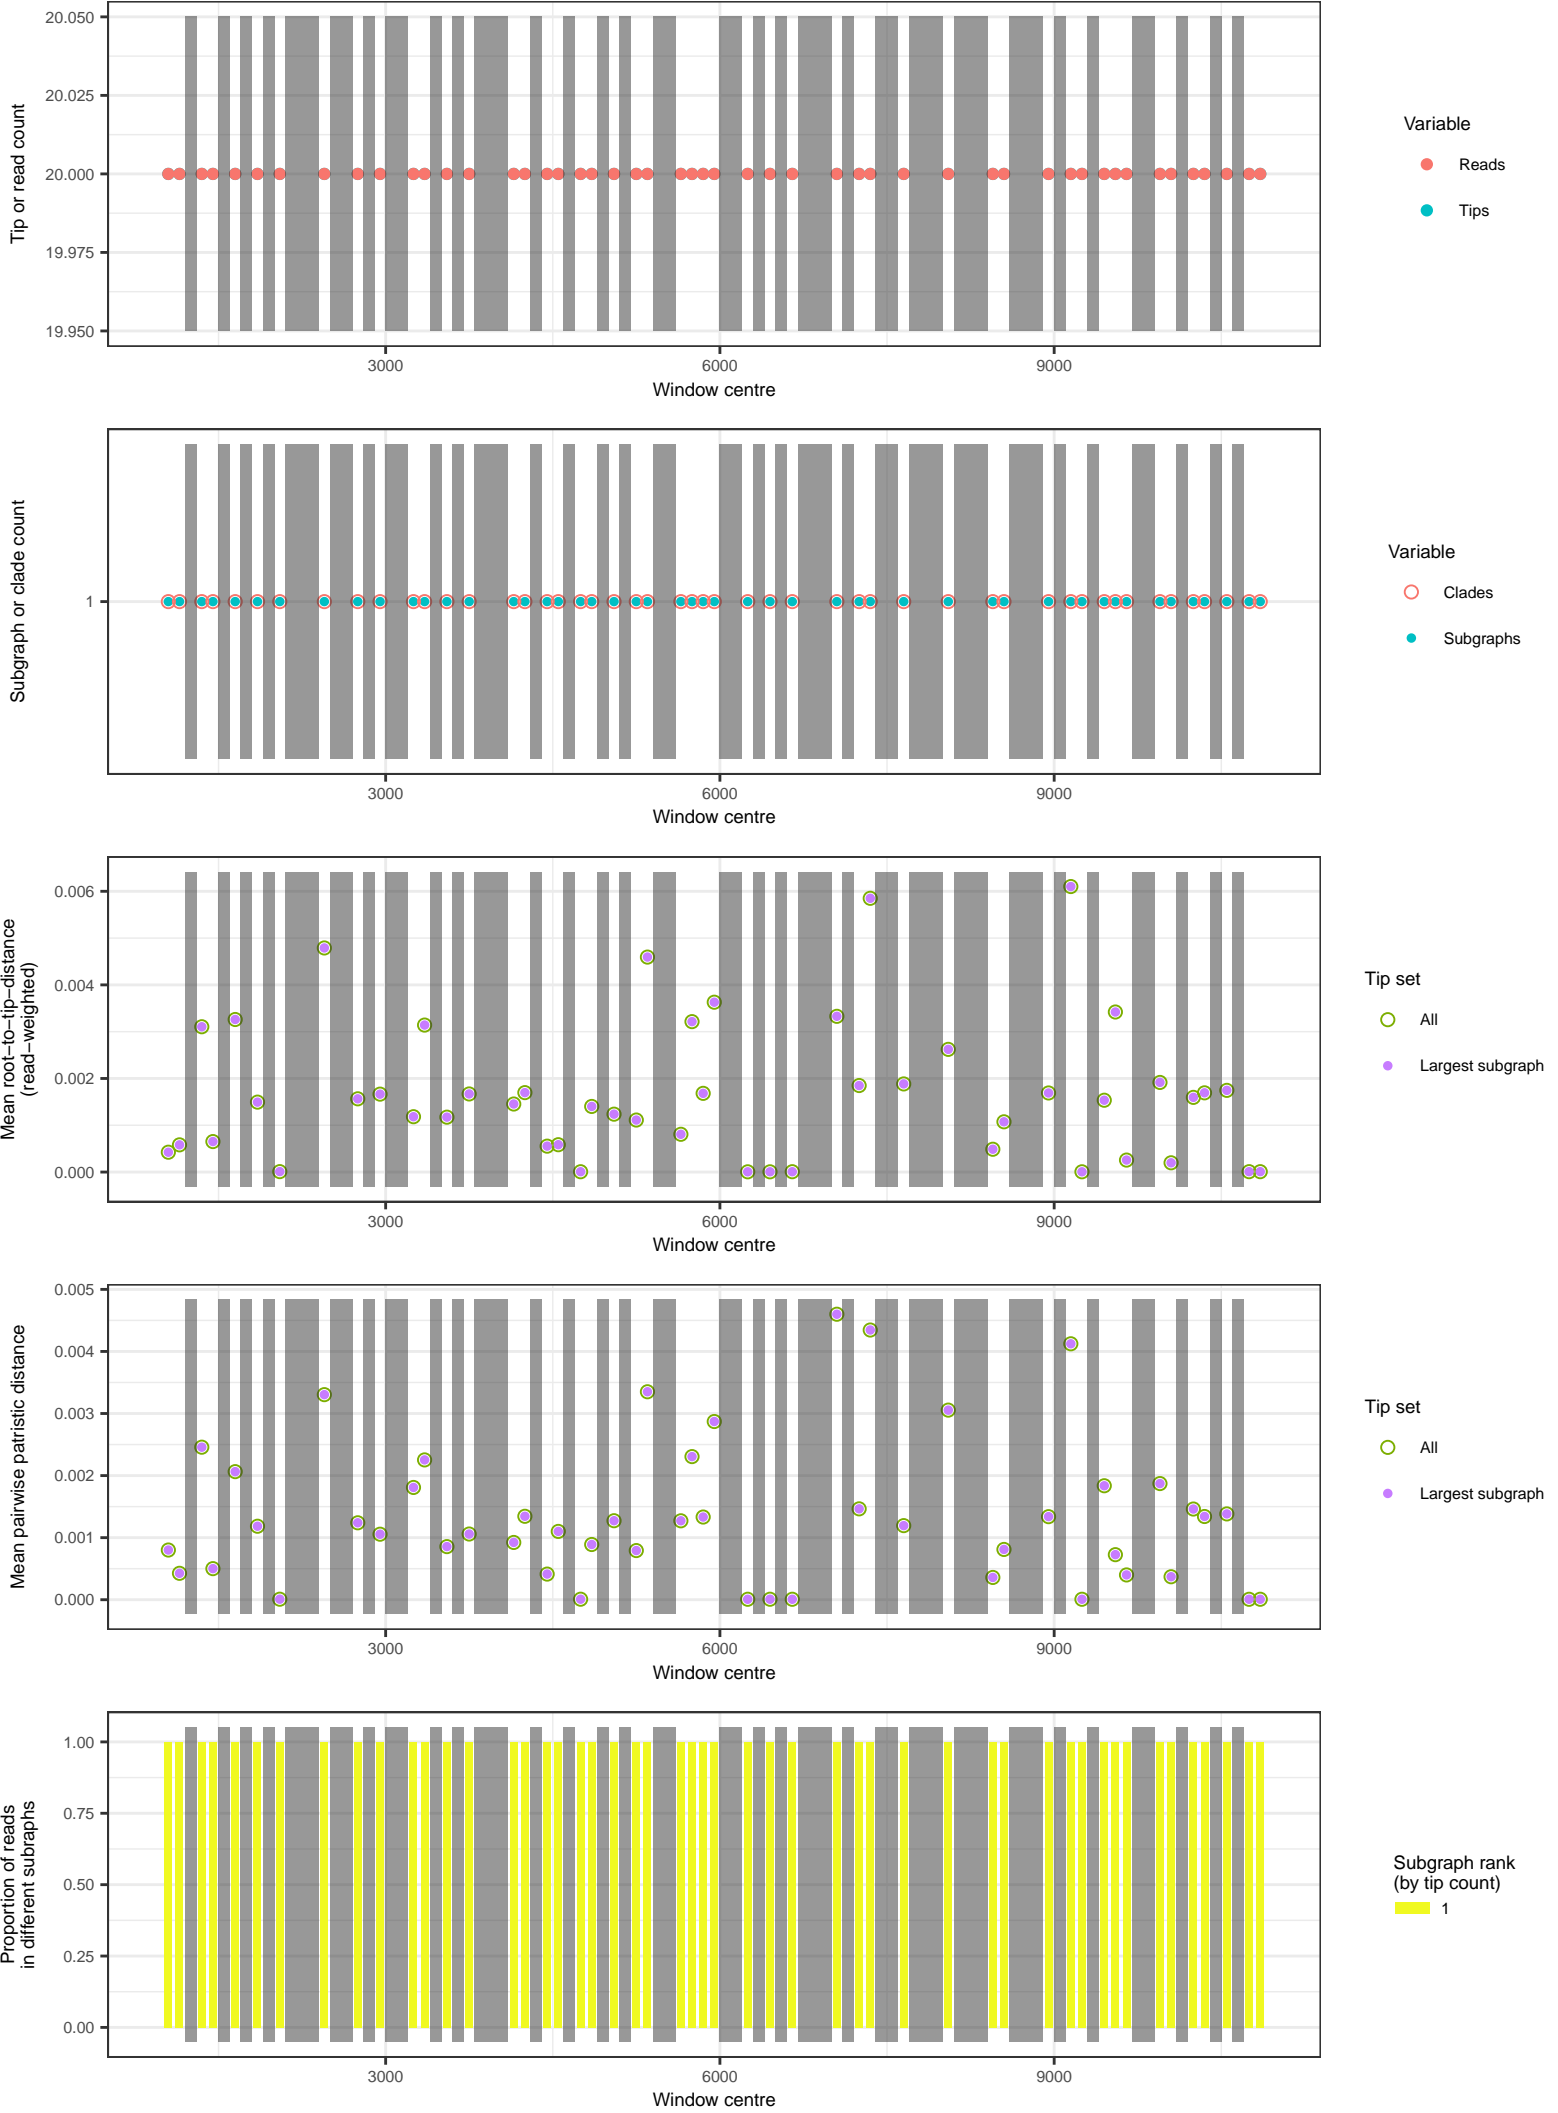 20.050
20.025
20.000
19.975
19.950
Tip or read count
3000
6000
9000
Window centre
Variable
Reads
Tips
1
Subgraph or clade count
3000
6000
9000
Window centre
Variable
Clades
Subgraphs
0.006
0.004
0.002
0.000
Mean root−to−tip−distance
(read−weighted)
3000
6000
9000
Window centre
Tip set
All
Largest subgraph
0.005
0.004
0.003
0.002
0.001
0.000
Mean pairwise patristic distance
3000
6000
9000
Window centre
Tip set
All
Largest subgraph
1.00
0.75
0.50
0.25
0.00
Proportion of reads
in different subraphs
3000
6000
9000
Window centre
Subgraph rank
(by tip count)
1